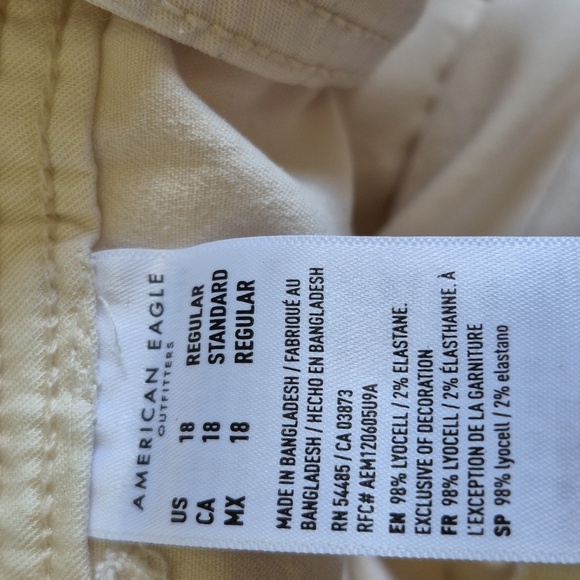 AMERICAN EAGLE
OUTFITTERS
US 18 REGULAR
CA 18 STANDARD
MX 18 REGULAR
MADE IN BANGLADESH / FABRIQUÉ AU
BANGLADESH / HECHO EN BANGLADESH
RN 54485 / CA 03873
RFC# AEM120605U9A
EN 98% LYOCELL / 2% ELASTANE.
EXCLUSIVE OF DECORATION
FR 98% LYOCELL / 2% ÉLASTHANNE. À
L'EXCEPTION DE LA GARNITURE
SP 98% lyocell / 2% elastano